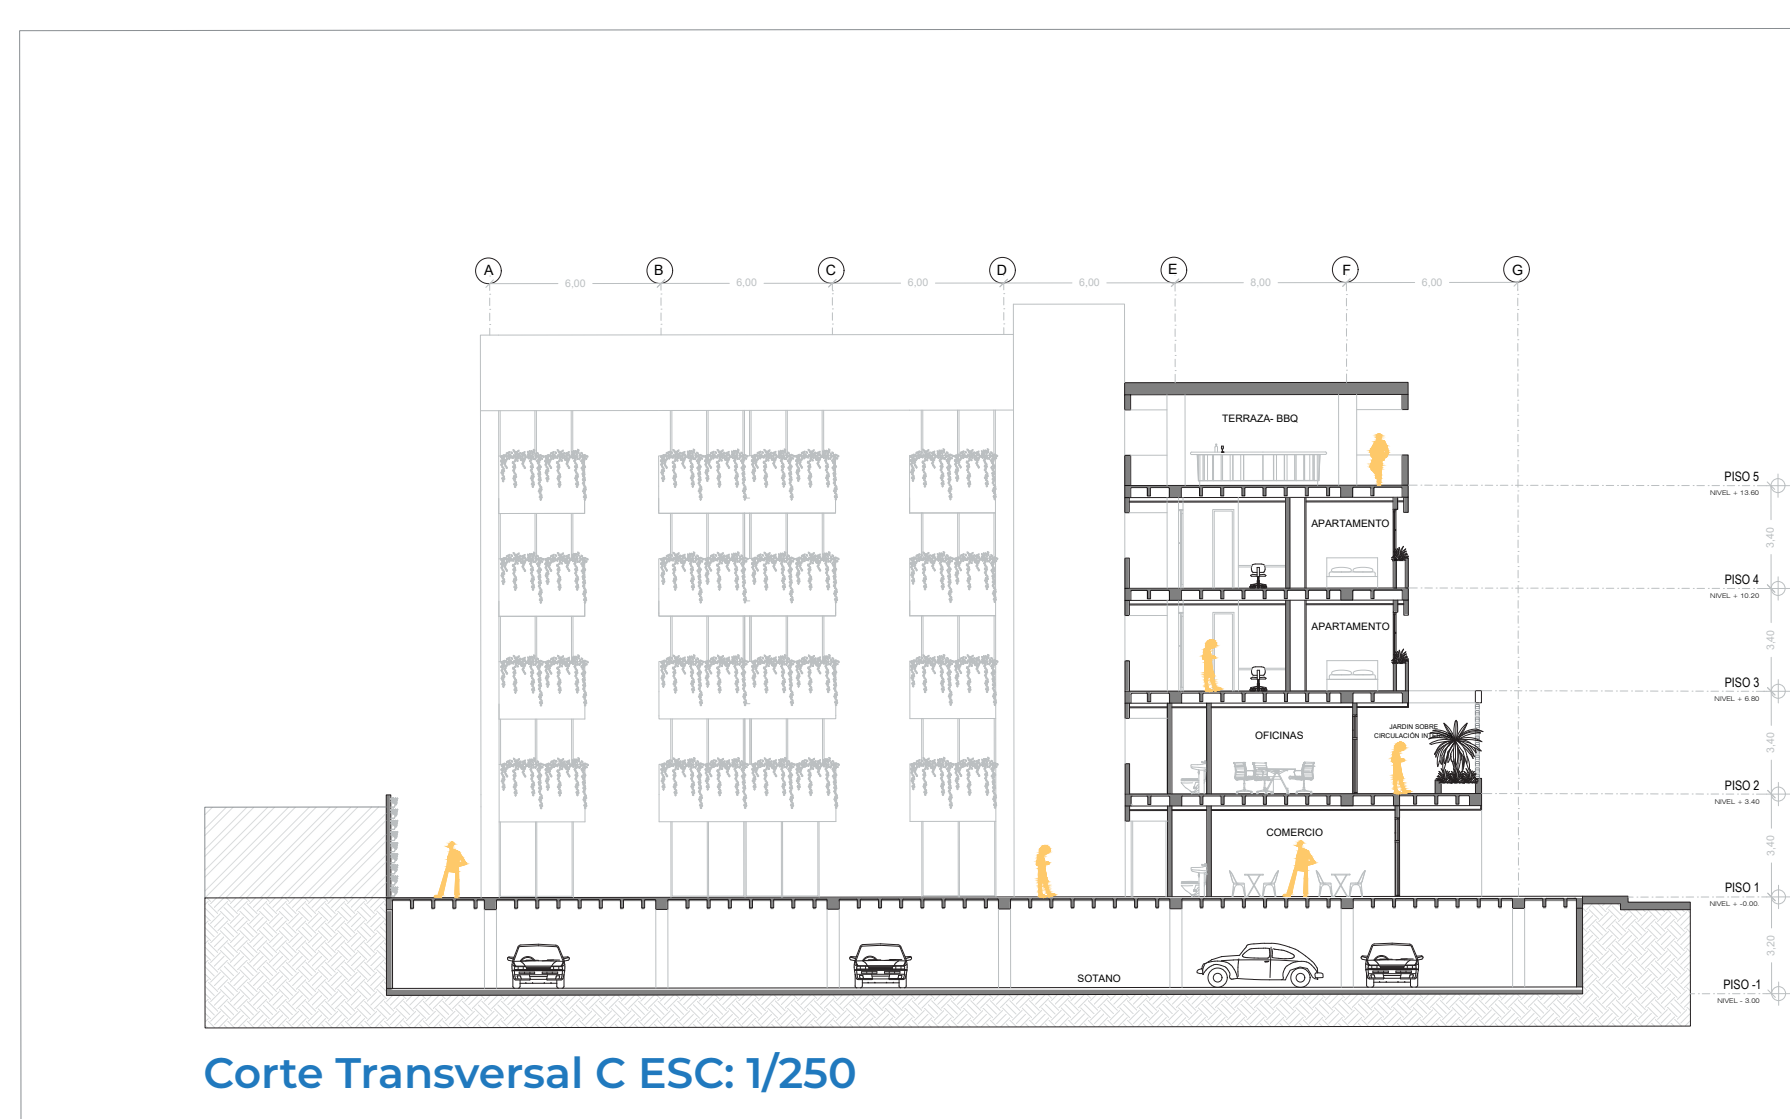 A B C D E F G
6,00 6,00 6,00 6,00 8,00 6,00
TERRAZA- BBQ
PISO 5
NIVEL + 13.60
APARTAMENTO
3,40
PISO 4
NIVEL + 10.20
APARTAMENTO
3,40
PISO 3
NIVEL + 6.80
JARDIN SOBRE
CIRCULACIÓN
OFICINAS
3,40
PISO 2
NIVEL + 3.40
COMERCIO
3,40
PISO 1
NIVEL + -0.00.
3,20
SOTANO
PISO -1
NIVEL - 3.00
Corte Transversal C ESC: 1/250